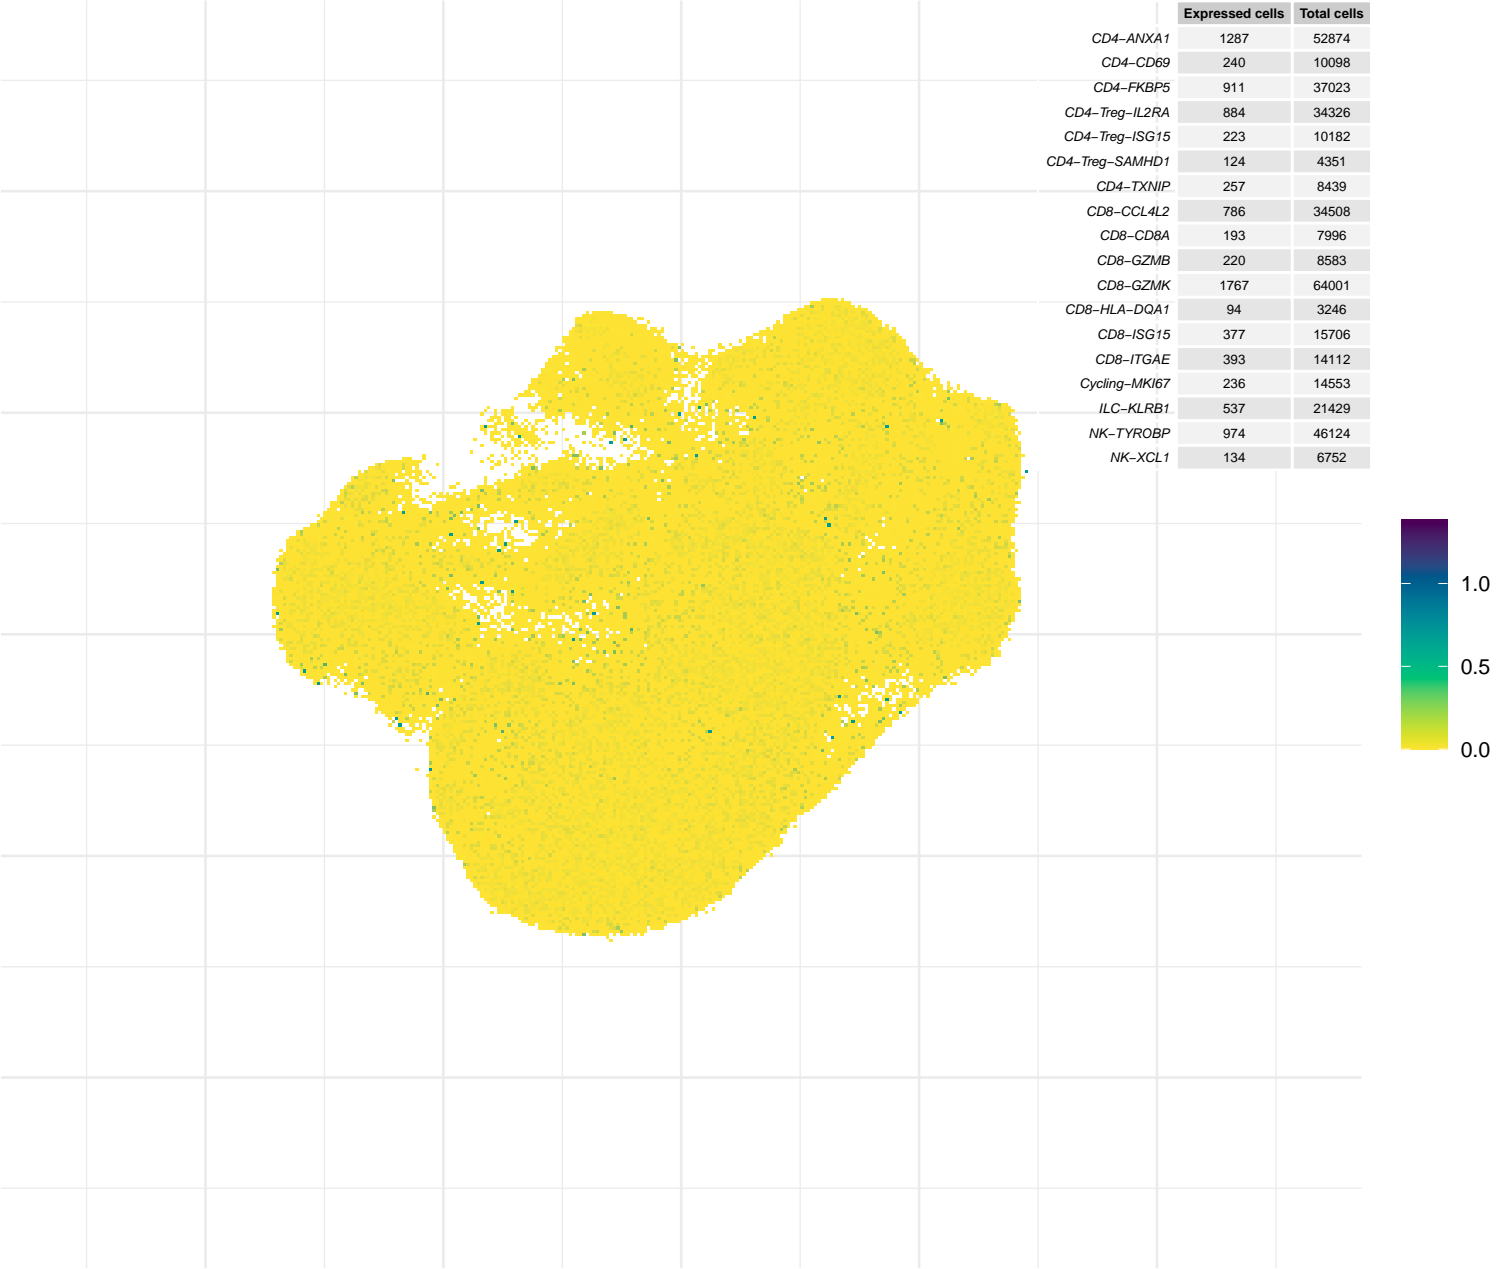 Expressed cells Total cells
CD4−ANXA1 1287 52874
CD4−CD69 240 10098
CD4−FKBP5 911 37023
CD4−Treg−IL2RA 884 34326
CD4−Treg−ISG15 223 10182
CD4−Treg−SAMHD1 124 4351
CD4−TXNIP 257 8439
CD8−CCL4L2 786 34508
CD8−CD8A 193 7996
CD8−GZMB 220 8583
CD8−GZMK 1767 64001
CD8−HLA−DQA1 94 3246
CD8−ISG15 377 15706
CD8−ITGAE 393 14112
Cycling−MKI67 236 14553
ILC−KLRB1 537 21429
NK−TYROBP 974 46124
NK−XCL1 134 6752
1.0
0.5
0.0